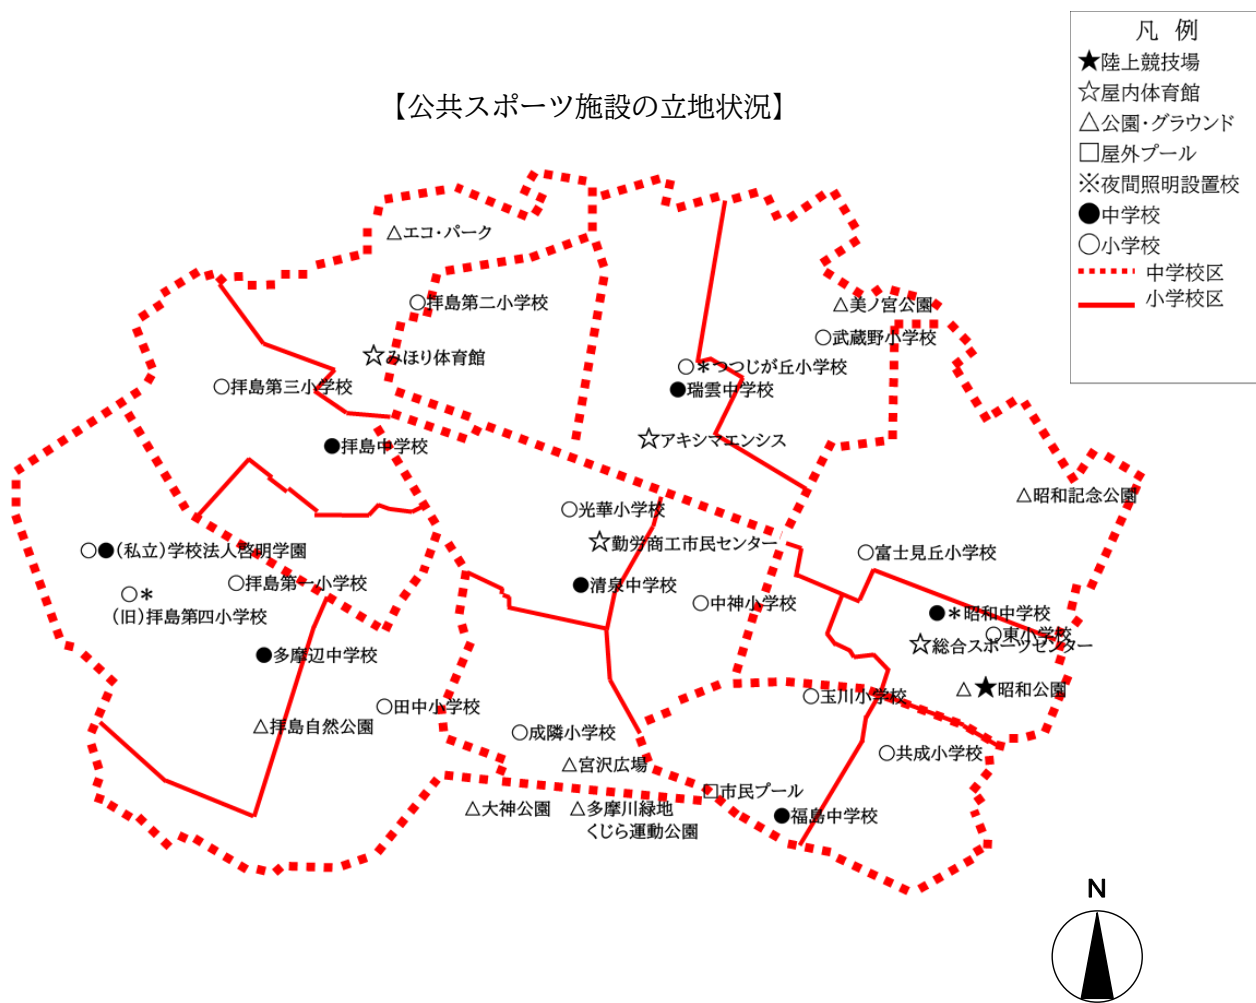 凡 例
★陸上競技場
☆屋内体育館
△公園・グラウンド
□屋外プール
※夜間照明設置校
●中学校
○小学校
中学校区
小学校区
【公共スポーツ施設の立地状況】
△エコ・パーク
○拝島第二小学校
△美ノ宮公園
○武蔵野小学校
☆みほり体育館
○＊つつじが丘小学校
○拝島第三小学校
●瑞雲中学校
☆アキシマエンシス
●拝島中学校
△昭和記念公園
○光華小学校
☆勤労商工市民センター
○富士見丘小学校
○●(私立)学校法人啓明学園
○拝島第一小学校
●清泉中学校
○＊
(旧)拝島第四小学校
○中神小学校
●＊昭和中学校
○東小学校
☆総合スポーツセンター
●多摩辺中学校
△★昭和公園
○玉川小学校
○田中小学校
△拝島自然公園
○成隣小学校
○共成小学校
△宮沢広場
□市民プール
△大神公園
△多摩川緑地
くじら運動公園
●福島中学校
N